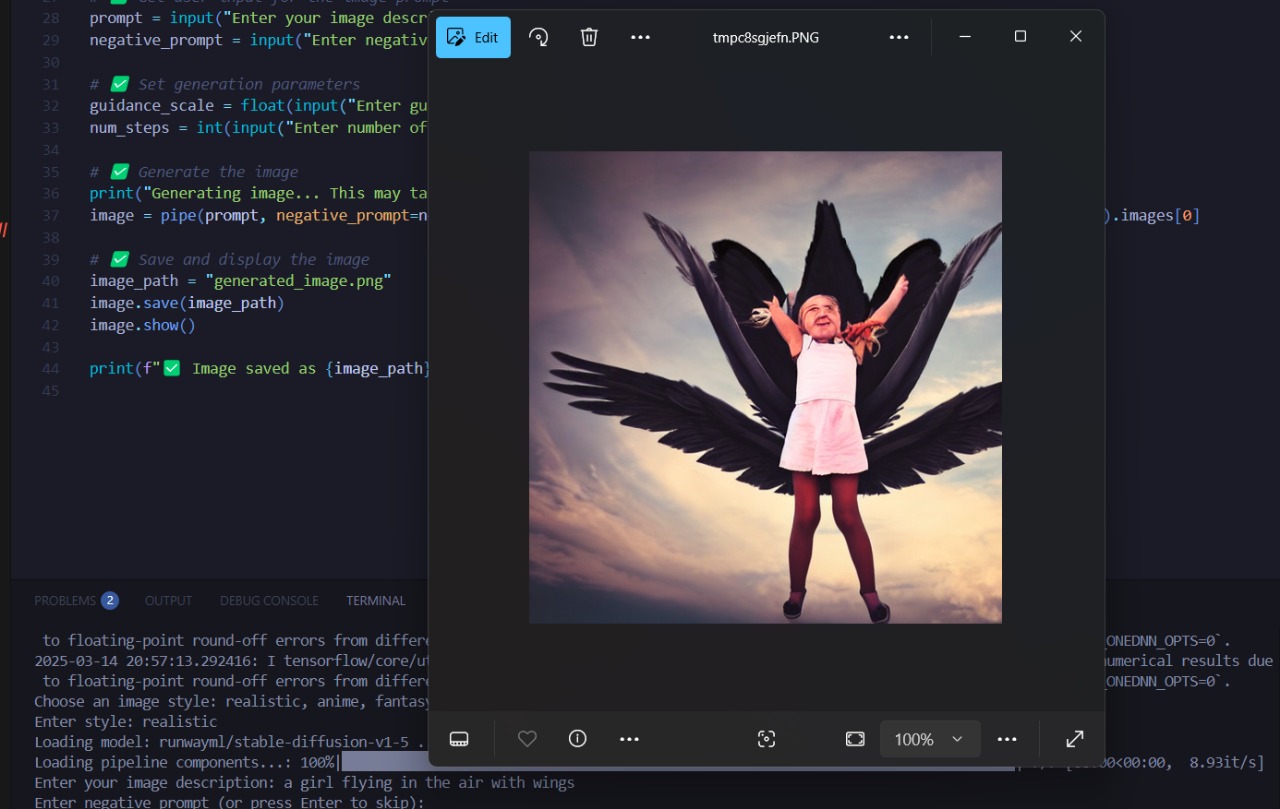 28 prompt = input("Enter your image descr
29 negative_prompt = input("Enter negativ
30
31 # ✅ Set generation parameters
32 guidance_scale = float(input("Enter gu
33 num_steps = int(input("Enter number of
34
35 # ✅ Generate the image
36 print("Generating image... This may ta
37 image = pipe(prompt, negative_prompt=n ).images[0]
38
39 # ✅ Save and display the image
40 image_path = "generated_image.png"
41 image.save(image_path)
42 image.show()
43
44 print(f"✅ Image saved as {image_path}
45
Edit
tmpc8sgjefn.PNG
100%
PROBLEMS 2 OUTPUT DEBUG CONSOLE TERMINAL
to floating-point round-off errors from differe ONEDNN_OPTS=0`.
2025-03-14 20:57:13.292416: I tensorflow/core/ut numerical results due
to floating-point round-off errors from differe ONEDNN_OPTS=0`.
Choose an image style: realistic, anime, fantasy
Enter style: realistic
Loading model: runwayml/stable-diffusion-v1-5 ..
Loading pipeline components...: 100%| <00:00, 8.93it/s]
Enter your image description: a girl flying in the air with wings
Enter negative prompt (or press Enter to skip):